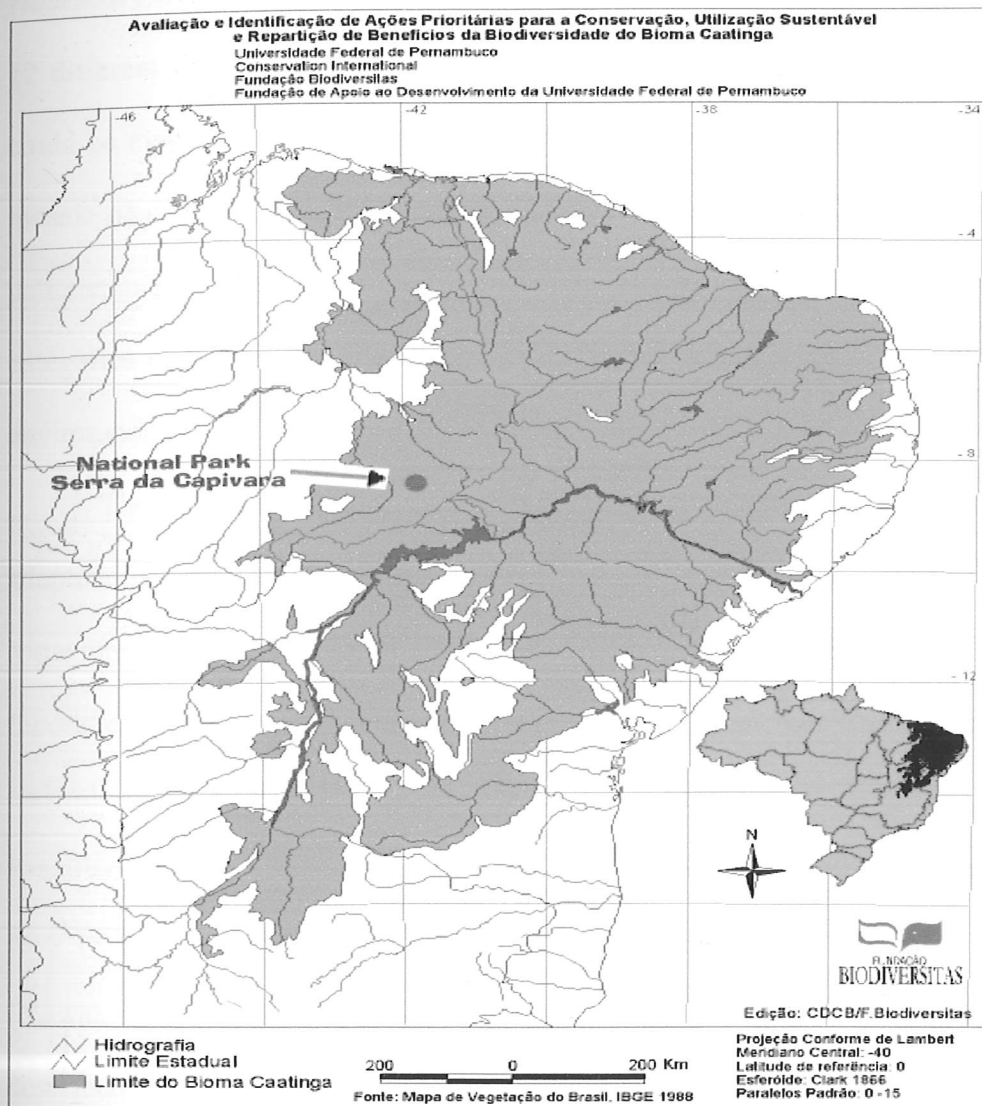 Avaliação e Identificação de Ações Prioritárias para a Conservação, Utilização Sustentável
e Repartição de Benefícios da Biodiversidade do Bioma Caatinga
Universidade Federal de Pernambuco
Conservation International
Fundação Biodiversitas
Fundação de Apoio ao Desenvolvimento da Universidade Federal de Pernambuco
-46
-42
-38
-34
-4
National Park
Serra da Capivara
-8
-12
N
FUNDAÇÃO
BIODIVERSITAS
Edição: CDCB/F.Biodiversitas
Hidrografia
Limite Estadual
Limite do Bioma Caatinga
200 0 200 Km
Fonte: Mapa de Vegetação do Brasil, IBGE 1988
Projeção Conforme de Lambert
Meridiano Central: -40
Latitude de referência: 0
Esferóide: Clark 1866
Paralelos Padrão: 0 -15